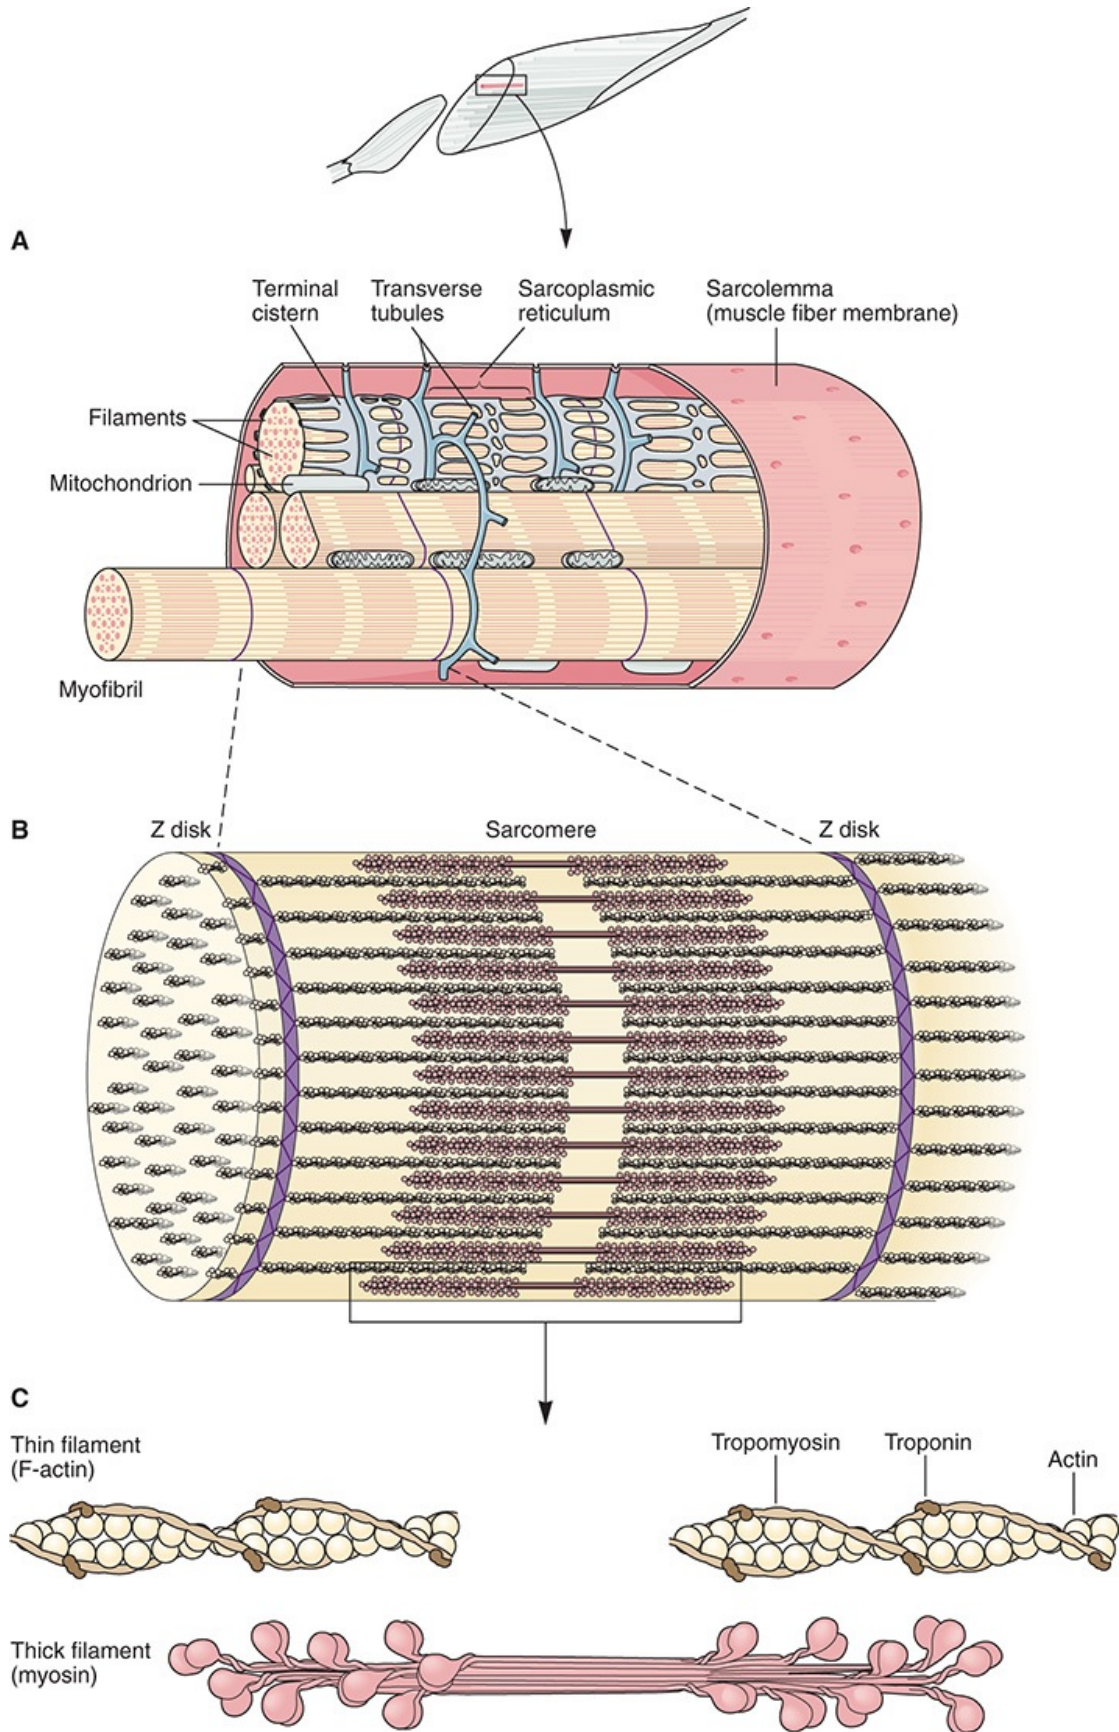 A
Terminal
cistern
Transverse
tubules
Sarcoplasmic
reticulum
Sarcolemma
(muscle fiber membrane)
Filaments
Mitochondrion
Myofibril
B
Z disk
Sarcomere
Z disk
C
Thin filament
(F-actin)
Tropomyosin
Troponin
Actin
Thick filament
(myosin)